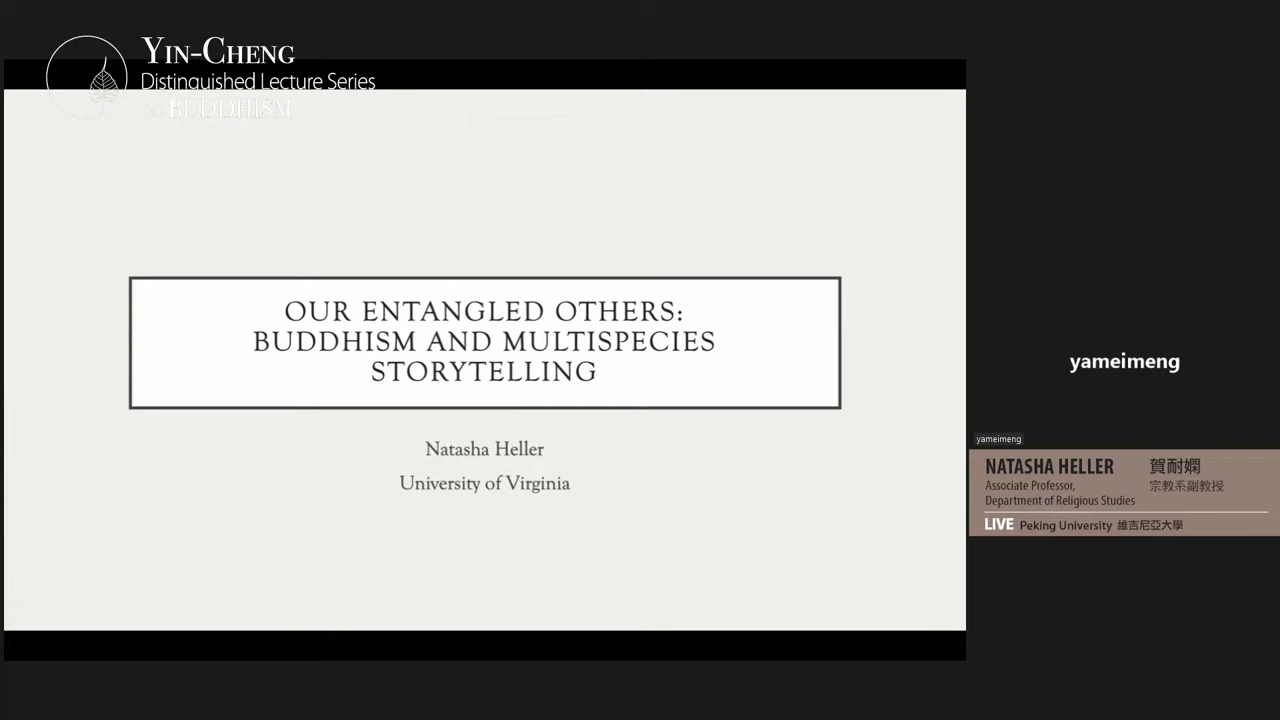 YIN-CHENG
Distinguished Lecture Series
BUDDHISM
OUR ENTANGLED OTHERS:
BUDDHISM AND MULTISPECIES
STORYTELLING
Natasha Heller
University of Virginia
yameimeng
yameimeng
NATASHA HELLER 賀耐嫻
Associate Professor, 宗教系副教授
Department of Religious Studies
LIVE Peking University 維吉尼亞大學